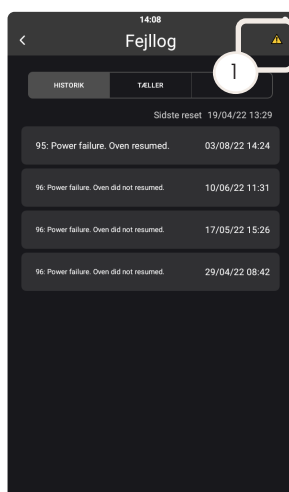 14:08
Fejllog
1
HISTORIK TÆLLER
Sidste reset 19/04/22 13:29
95: Power failure. Oven resumed. 03/08/22 14:24
96: Power failure. Oven did not resumed. 10/06/22 11:31
96: Power failure. Oven did not resumed. 17/05/22 15:26
96: Power failure. Oven did not resumed. 29/04/22 08:42